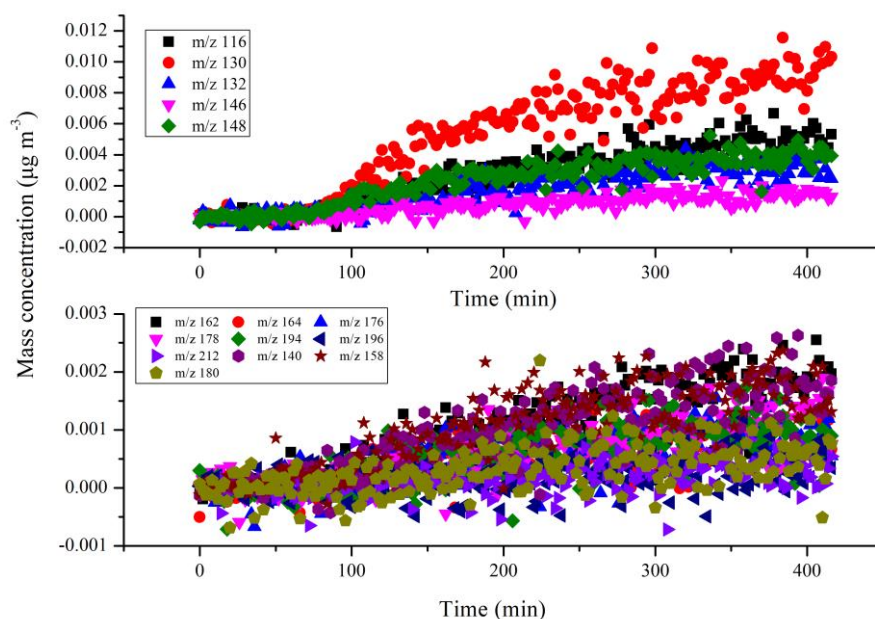 Mass concentration (µg m⁻³)
0.012
0.010
0.008
0.006
0.004
0.002
0.000
-0.002
m/z 116
m/z 130
m/z 132
m/z 146
m/z 148
0 100 200 300 400
Time (min)
0.003
0.002
0.001
0.000
-0.001
m/z 162 m/z 164 m/z 176
m/z 178 m/z 194 m/z 196
m/z 212 m/z 140 m/z 158
m/z 180
0 100 200 300 400
Time (min)